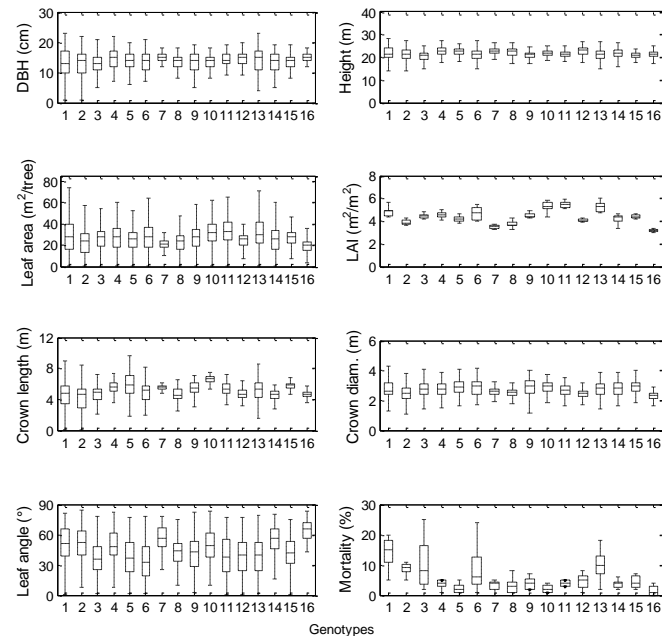 30
20
10
0
DBH (cm)
1 2 3 4 5 6 7 8 9 10 11 12 13 14 15 16
40
30
20
10
0
Height (m)
1 2 3 4 5 6 7 8 9 10 11 12 13 14 15 16
80
60
40
20
0
Leaf area (m²/tree)
1 2 3 4 5 6 7 8 9 10 11 12 13 14 15 16
8
6
4
2
0
LAI (m²/m²)
1 2 3 4 5 6 7 8 9 10 11 12 13 14 15 16
12
8
4
0
Crown length (m)
1 2 3 4 5 6 7 8 9 10 11 12 13 14 15 16
6
4
2
0
Crown diam. (m)
1 2 3 4 5 6 7 8 9 10 11 12 13 14 15 16
90
60
30
0
Leaf angle (°)
1 2 3 4 5 6 7 8 9 10 11 12 13 14 15 16
30
20
10
0
Mortality (%)
1 2 3 4 5 6 7 8 9 10 11 12 13 14 15 16
Genotypes